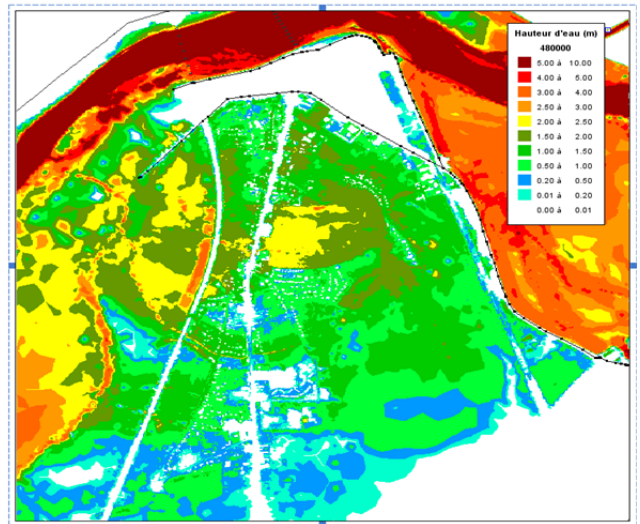 Hauteur d'eau (m)
480000
5.00 à 10.00
4.00 à 5.00
3.00 à 4.00
2.50 à 3.00
2.00 à 2.50
1.50 à 2.00
1.00 à 1.50
0.50 à 1.00
0.20 à 0.50
0.01 à 0.20
0.00 à 0.01